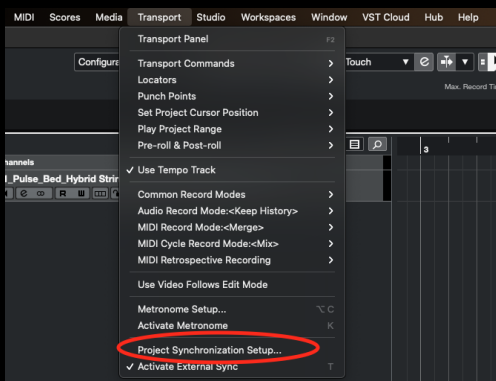 MIDI Scores Media Transport Studio Workspaces Window VST Cloud Hub Help
Transport Panel F2
Configura
Transport Commands
Touch
Locators
Max. Record Ti
Punch Points
Set Project Cursor Position
Play Project Range
Pre-roll & Post-roll
3
hannels
Use Tempo Track
I_Pulse_Bed_Hybrid Strin
Common Record Modes
Audio Record Mode:<Keep History>
MIDI Record Mode:<Merge>
MIDI Cycle Record Mode:<Mix>
MIDI Retrospective Recording
Use Video Follows Edit Mode
Metronome Setup... ⌥ C
Activate Metronome K
Project Synchronization Setup...
Activate External Sync T